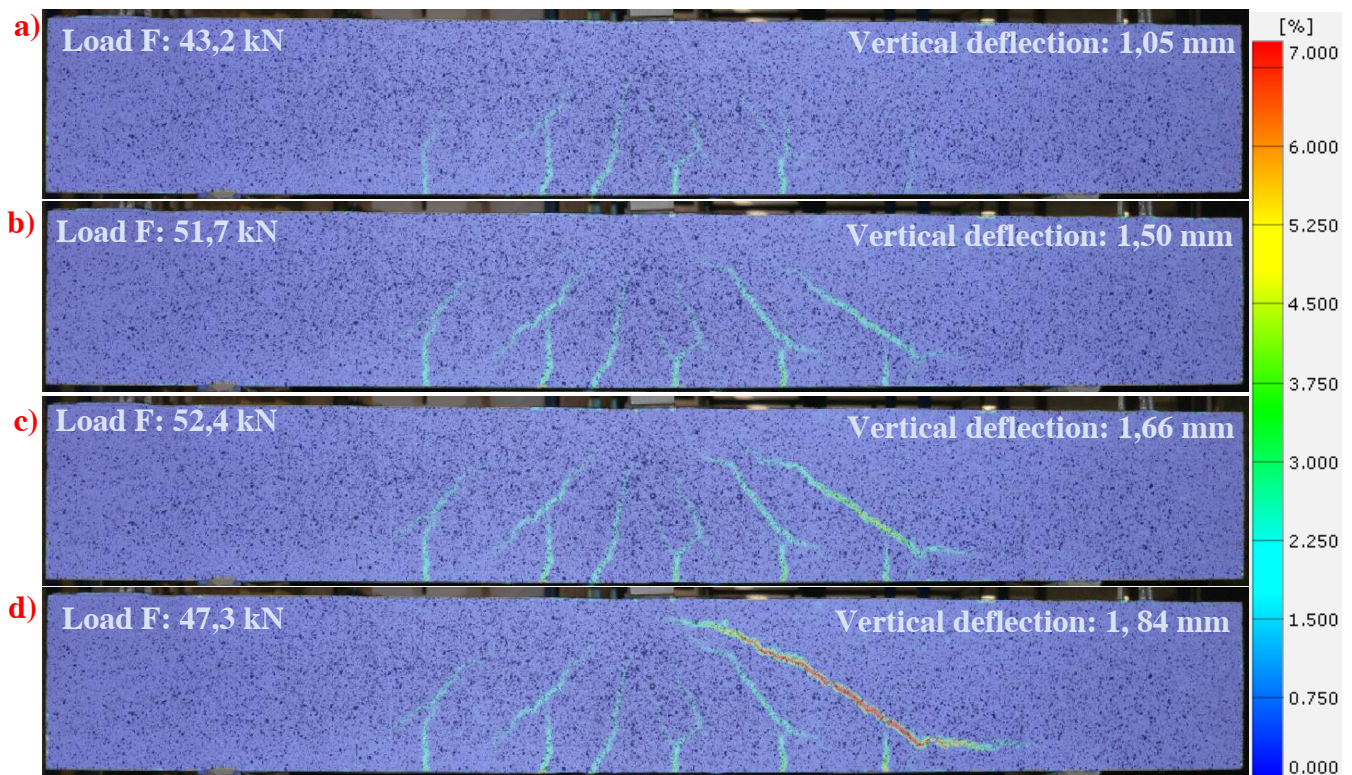 a)
Load F: 43,2 kN
Vertical deflection: 1,05 mm
b)
Load F: 51,7 kN
Vertical deflection: 1,50 mm
c)
Load F: 52,4 kN
Vertical deflection: 1,66 mm
d)
Load F: 47,3 kN
Vertical deflection: 1, 84 mm
[%]
7.000
6.000
5.250
4.500
3.750
3.000
2.250
1.500
0.750
0.000